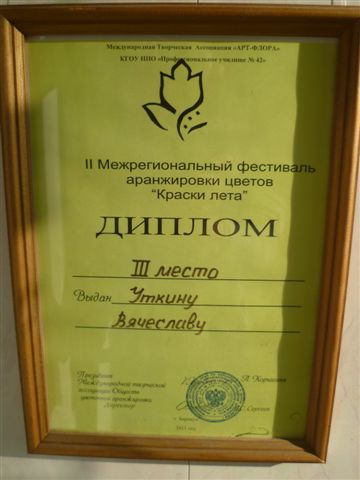 Международная Творческая Ассоциация «АРТ-ФЛОРА»
КГОУ НПО «Профессиональное училище № 42»
II Межрегиональный фестиваль
аранжировки цветов
"Краски лета"
ДИПЛОМ
III место
Выдан Уткину
Вячеславу
Президент
Международной творческой
ассоциации
цветочной аранжировки
Директор